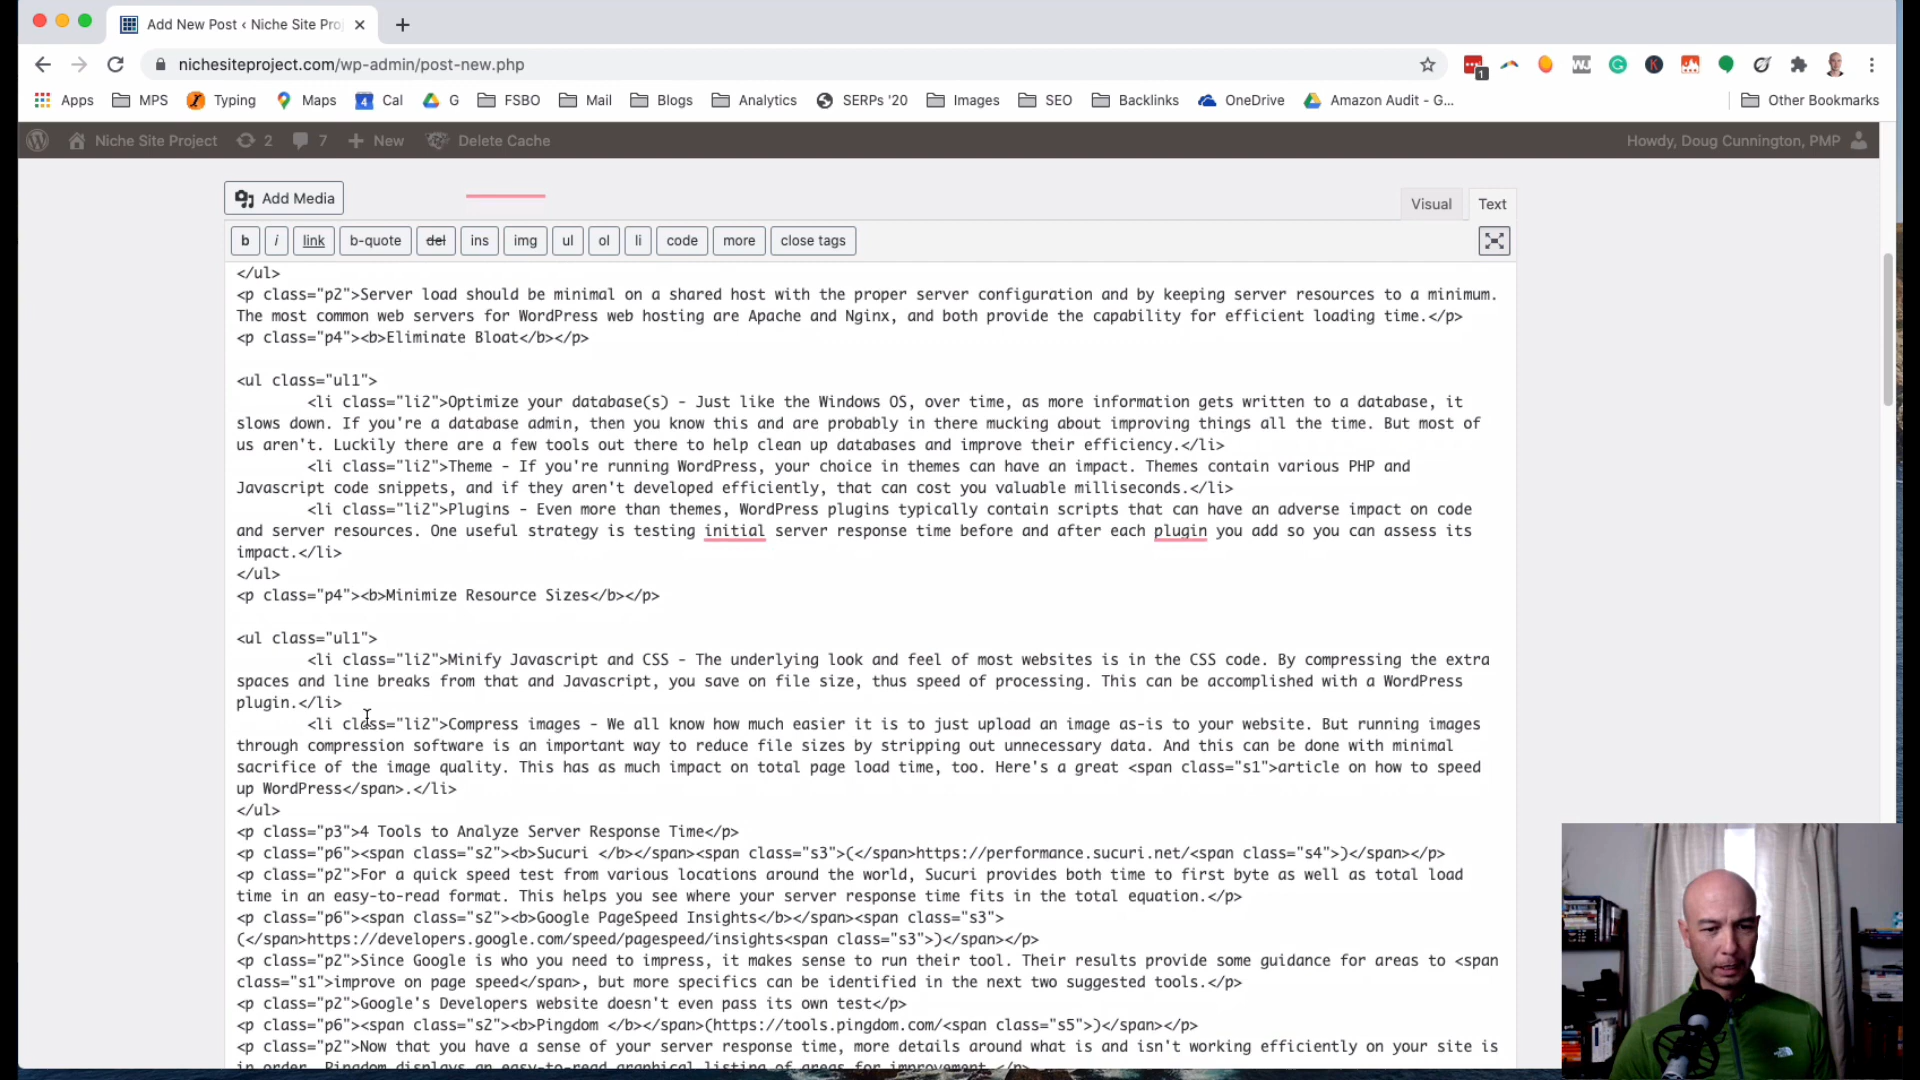 Add New Post ‹ Niche Site Pro
nichesiteproject.com/wp-admin/post-new.php
1
Apps MPS Typing Maps 4 Cal G FSBO Mail Blogs Analytics SERPs '20 Images SEO Backlinks OneDrive Amazon Audit - G... Other Bookmarks
Niche Site Project 2 7 + New Delete Cache Howdy, Doug Cunnington, PMP
Add Media
Visual Text
b i link b-quote del ins img ul ol li code more close tags
</ul>
<p class="p2">Server load should be minimal on a shared host with the proper server configuration and by keeping server resources to a minimum.
The most common web servers for WordPress web hosting are Apache and Nginx, and both provide the capability for efficient loading time.</p>
<p class="p4"><b>Eliminate Bloat</b></p>
<ul class="ul1">
<li class="li2">Optimize your database(s) - Just like the Windows OS, over time, as more information gets written to a database, it
slows down. If you're a database admin, then you know this and are probably in there mucking about improving things all the time. But most of
us aren't. Luckily there are a few tools out there to help clean up databases and improve their efficiency.</li>
<li class="li2">Theme - If you're running WordPress, your choice in themes can have an impact. Themes contain various PHP and
Javascript code snippets, and if they aren't developed efficiently, that can cost you valuable milliseconds.</li>
<li class="li2">Plugins - Even more than themes, WordPress plugins typically contain scripts that can have an adverse impact on code
and server resources. One useful strategy is testing initial server response time before and after each plugin you add so you can assess its
impact.</li>
</ul>
<p class="p4"><b>Minimize Resource Sizes</b></p>
<ul class="ul1">
<li class="li2">Minify Javascript and CSS - The underlying look and feel of most websites is in the CSS code. By compressing the extra
spaces and line breaks from that and Javascript, you save on file size, thus speed of processing. This can be accomplished with a WordPress
plugin.</li>
<li class="li2">Compress images - We all know how much easier it is to just upload an image as-is to your website. But running images
through compression software is an important way to reduce file sizes by stripping out unnecessary data. And this can be done with minimal
sacrifice of the image quality. This has as much impact on total page load time, too. Here's a great <span class="s1">article on how to speed
up WordPress</span>.</li>
</ul>
<p class="p3">4 Tools to Analyze Server Response Time</p>
<p class="p6"><span class="s2"><b>Sucuri </b></span><span class="s3">(</span>https://performance.sucuri.net/<span class="s4">)</span></p>
<p class="p2">For a quick speed test from various locations around the world, Sucuri provides both time to first byte as well as total load
time in an easy-to-read format. This helps you see where your server response time fits in the total equation.</p>
<p class="p6"><span class="s2"><b>Google PageSpeed Insights</b></span><span class="s3">
(</span>https://developers.google.com/speed/pagespeed/insights<span class="s3">)</span></p>
<p class="p2">Since Google is who you need to impress, it makes sense to run their tool. Their results provide some guidance for areas to <span
class="s1">improve on page speed</span>, but more specifics can be identified in the next two suggested tools.</p>
<p class="p2">Google's Developers website doesn't even pass its own test</p>
<p class="p6"><span class="s2"><b>Pingdom </b></span>(https://tools.pingdom.com/<span class="s5">)</span></p>
<p class="p2">Now that you have a sense of your server response time, more details around what is and isn't working efficiently on your site is
in order. Pingdom displays an easy-to-read graphical listing of areas for improvement.</p>